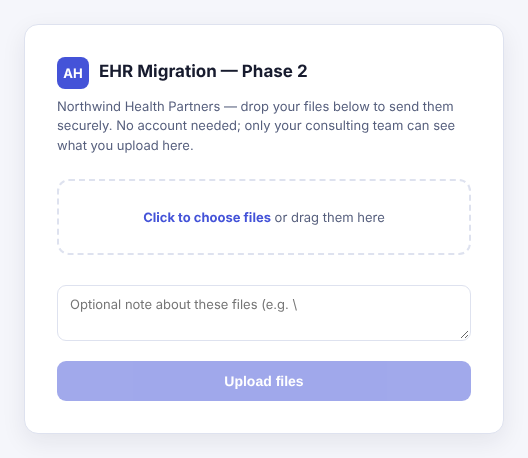 AH
EHR Migration — Phase 2
Northwind Health Partners — drop your files below to send them
securely. No account needed; only your consulting team can see
what you upload here.
Click to choose files or drag them here
Optional note about these files (e.g. \
Upload files